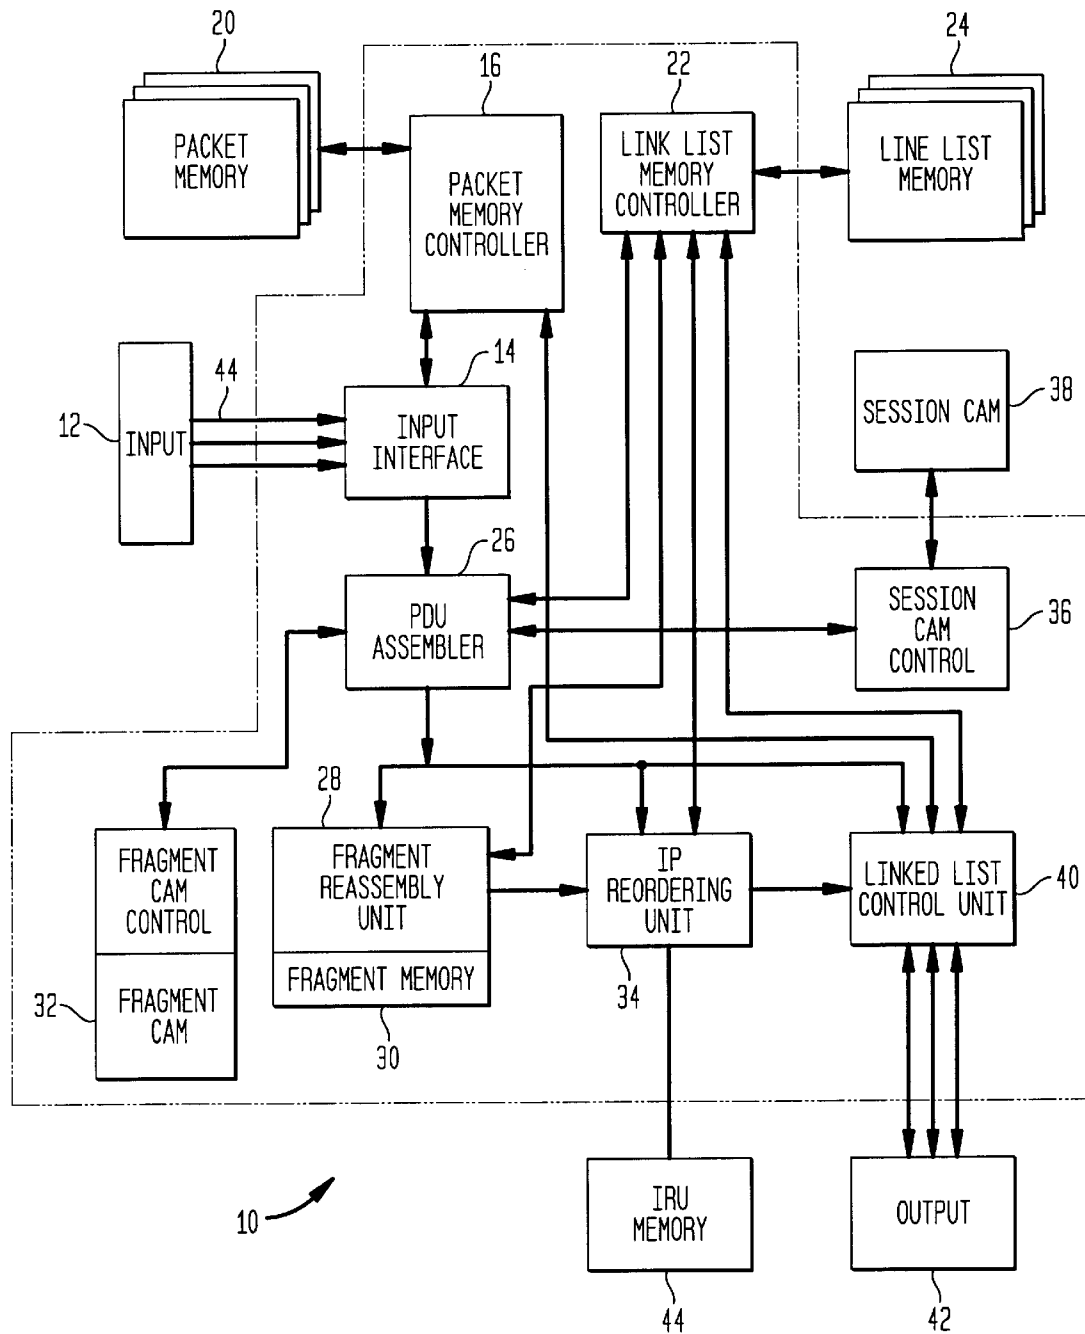 20
16
22
24
PACKET
MEMORY
PACKET
MEMORY
CONTROLLER
LINK LIST
MEMORY
CONTROLLER
LINE LIST
MEMORY
12
INPUT
44
14
INPUT
INTERFACE
SESSION CAM
38
26
PDU
ASSEMBLER
SESSION
CAM
CONTROL
36
28
FRAGMENT
CAM
CONTROL
FRAGMENT
REASSEMBLY
UNIT
IP
REORDERING
UNIT
LINKED LIST
CONTROL UNIT
40
32
FRAGMENT
CAM
FRAGMENT MEMORY
30
34
10
IRU
MEMORY
OUTPUT
44
42